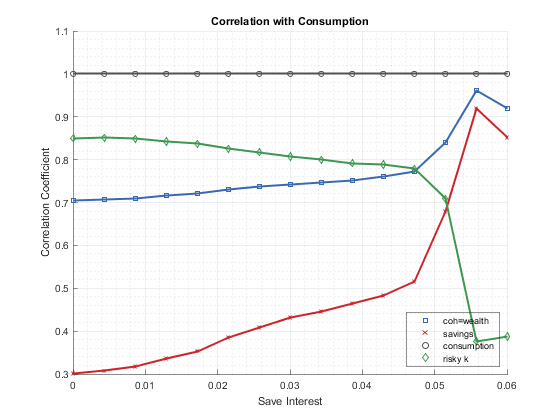 Correlation with Consumption
Correlation Coefficient
1.1
1
0.9
0.8
0.7
0.6
0.5
0.4
0.3
0
0.01
0.02
0.03
0.04
0.05
0.06
Save Interest
coh=wealth
savings
consumption
risky k